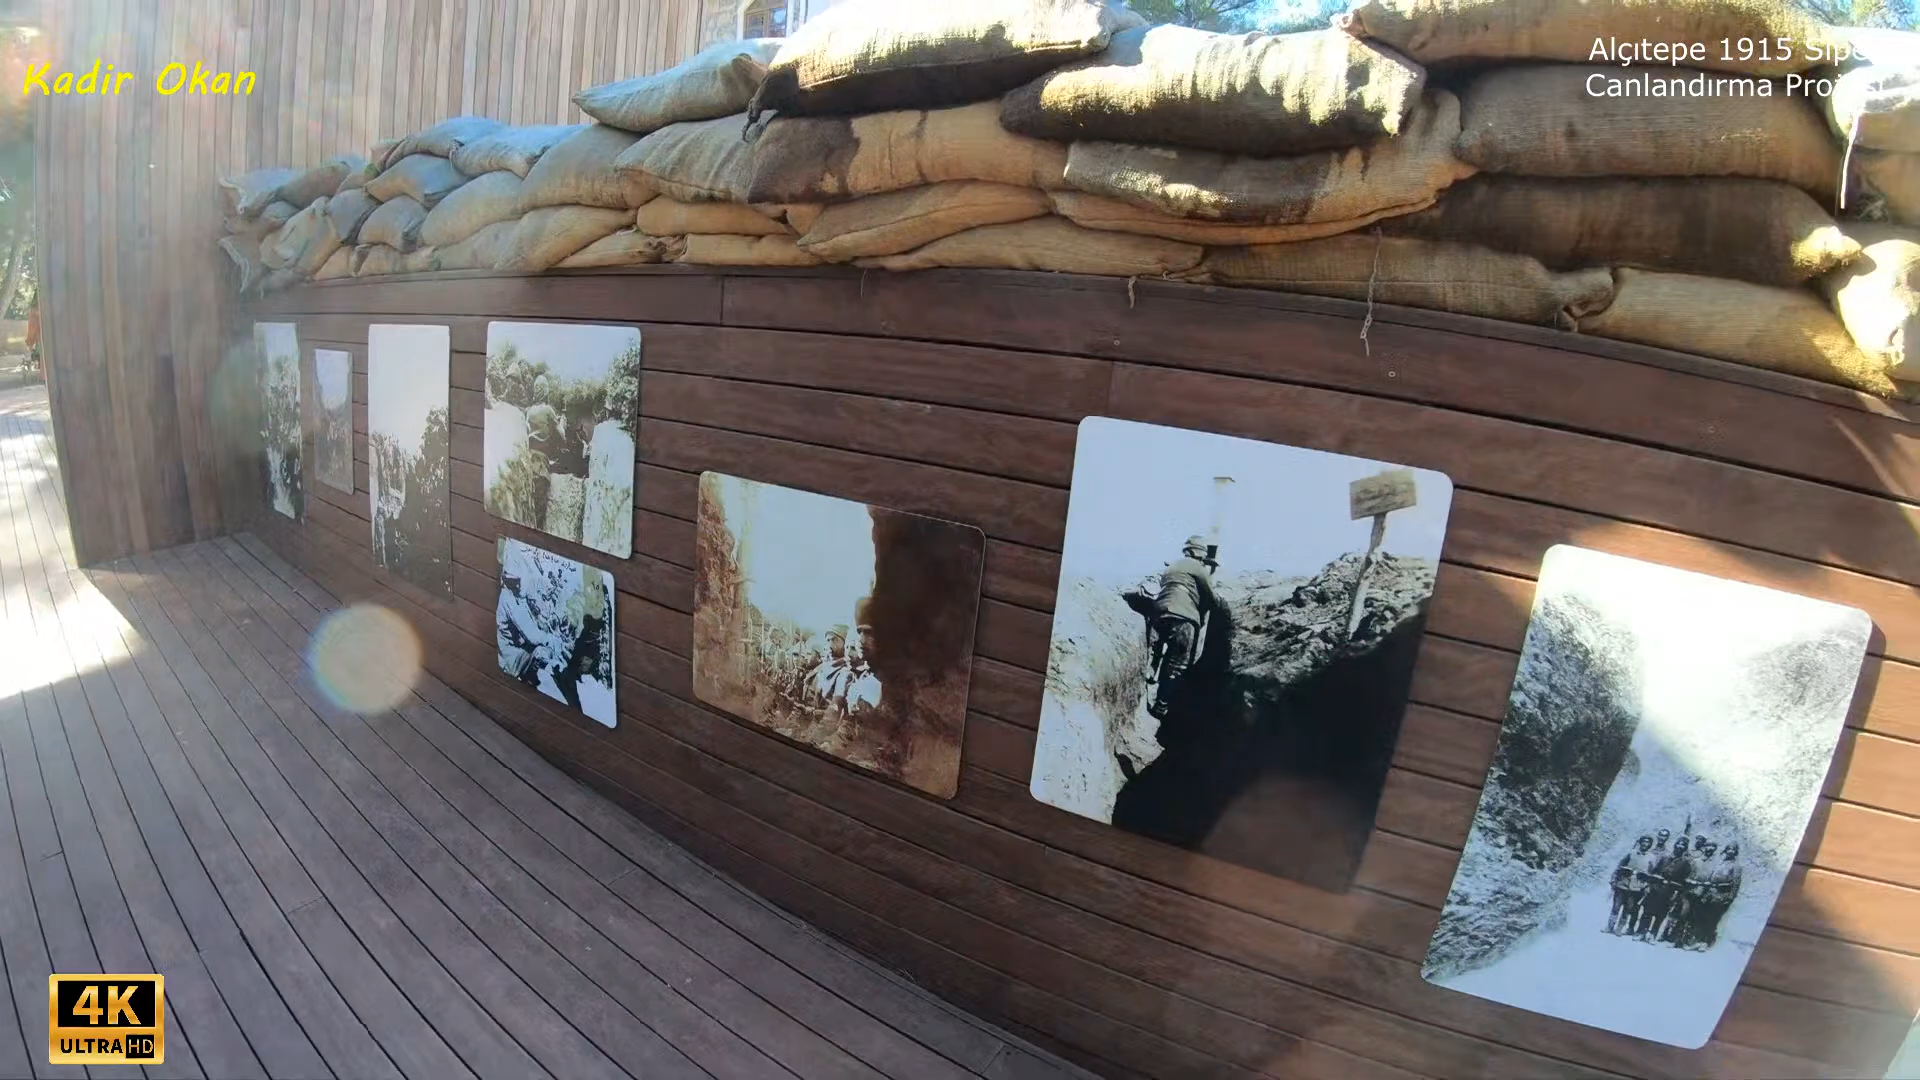 Kadir Okan
Alçıtepe 1915
Canlandırma
4K
ULTRA HD